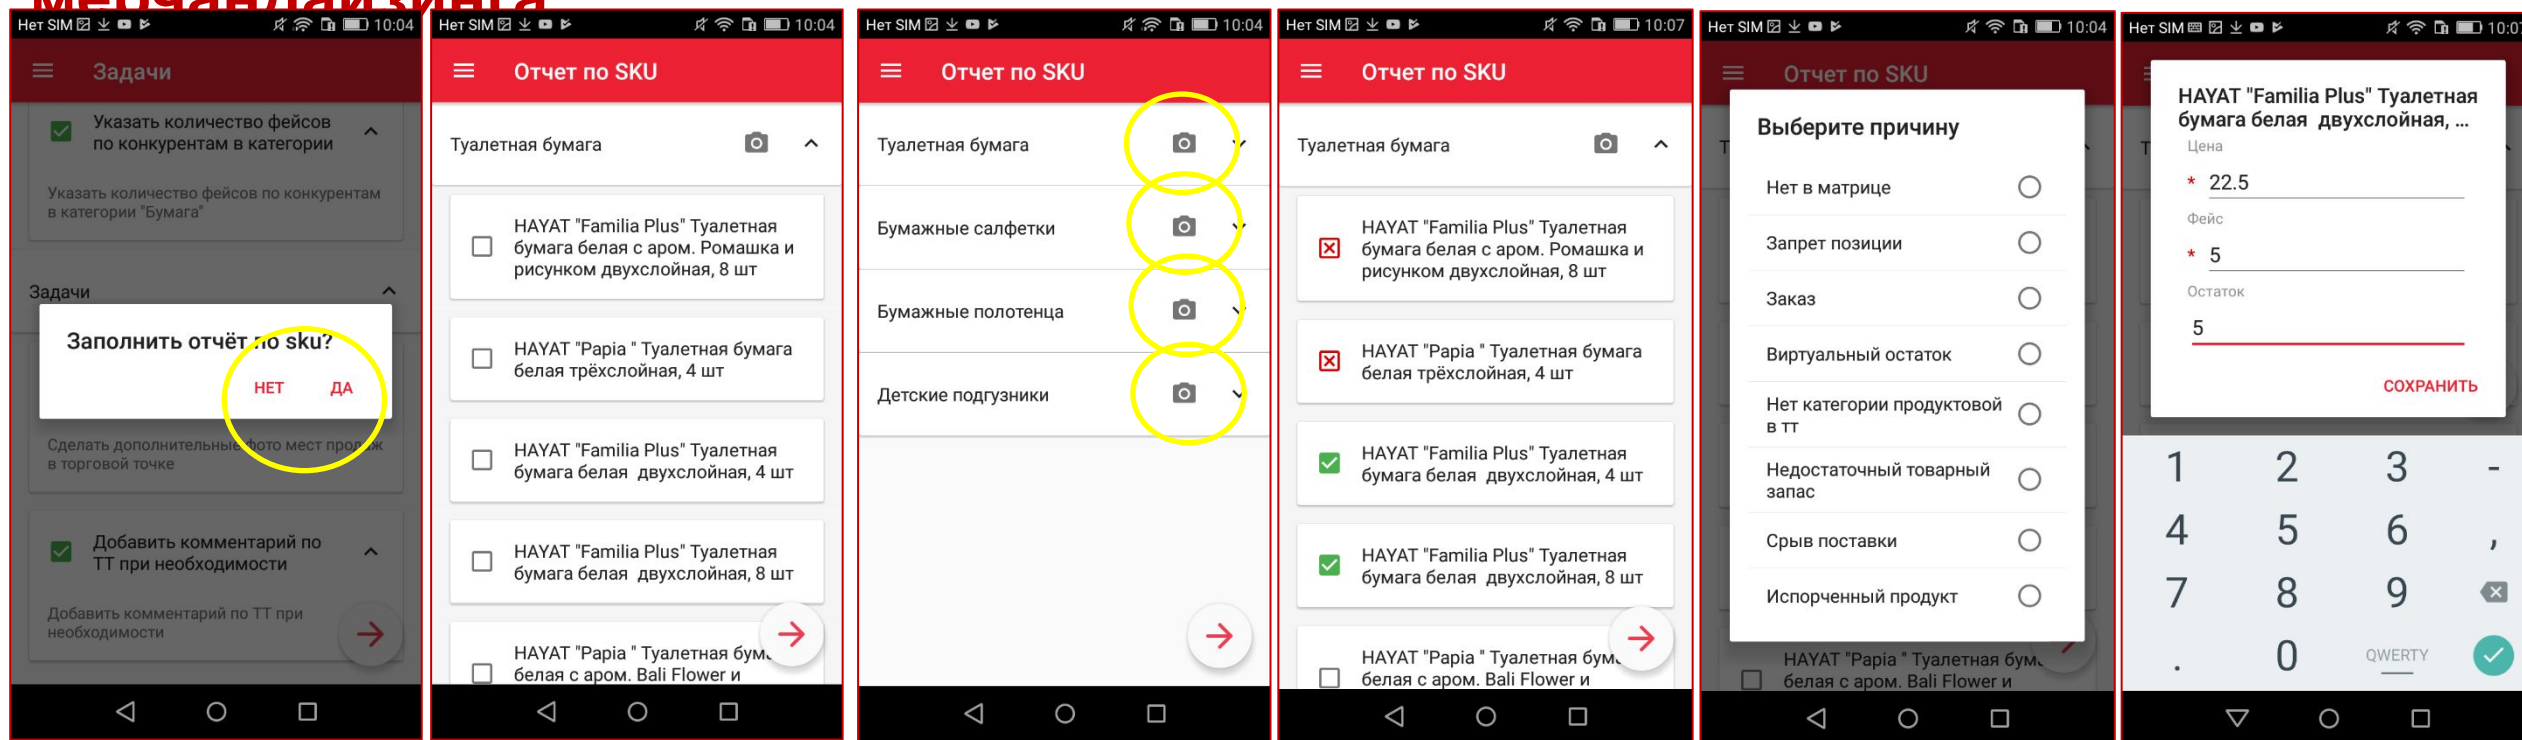 мерчандайзинга
Нет SIM 10:04
Задачи
Указать количество фейсов
по конкурентам в категории
Указать количество фейсов по конкурентам
в категории "Бумага"
Задачи
Заполнить отчёт по sku?
НЕТ ДА
Сделать дополнительные фото мест продаж
в торговой точке
Добавить комментарий по
ТТ при необходимости
Добавить комментарий по ТТ при
необходимости
Нет SIM 10:04
Отчет по SKU
Туалетная бумага
HAYAT "Familia Plus" Туалетная
бумага белая с аром. Ромашка и
рисунком двухслойная, 8 шт
HAYAT "Papia " Туалетная бумага
белая трёхслойная, 4 шт
HAYAT "Familia Plus" Туалетная
бумага белая двухслойная, 4 шт
HAYAT "Familia Plus" Туалетная
бумага белая двухслойная, 8 шт
HAYAT "Papia " Туалетная бума
белая с аром. Bali Flower и
Нет SIM 10:04
Отчет по SKU
Туалетная бумага
Бумажные салфетки
Бумажные полотенца
Детские подгузники
Нет SIM 10:07
Отчет по SKU
Туалетная бумага
HAYAT "Familia Plus" Туалетная
бумага белая с аром. Ромашка и
рисунком двухслойная, 8 шт
HAYAT "Papia " Туалетная бумага
белая трёхслойная, 4 шт
HAYAT "Familia Plus" Туалетная
бумага белая двухслойная, 4 шт
HAYAT "Familia Plus" Туалетная
бумага белая двухслойная, 8 шт
HAYAT "Papia " Туалетная бума
белая с аром. Bali Flower и
Нет SIM 10:04
Отчет по SKU
Т
Выберите причину
Нет в матрице
Запрет позиции
Заказ
Виртуальный остаток
Нет категории продуктовой
в тт
Недостаточный товарный
запас
Срыв поставки
Испорченный продукт
HAYAT "Papia " Туалетная бума
белая с аром. Bali Flower и
Нет SIM 10:07
HAYAT "Familia Plus" Туалетная
бумага белая двухслойная, ...
Т
Цена
* 22.5
Фейс
* 5
Остаток
5
СОХРАНИТЬ
1 2 3 -
4 5 6 ,
7 8 9
. 0 QWERTY